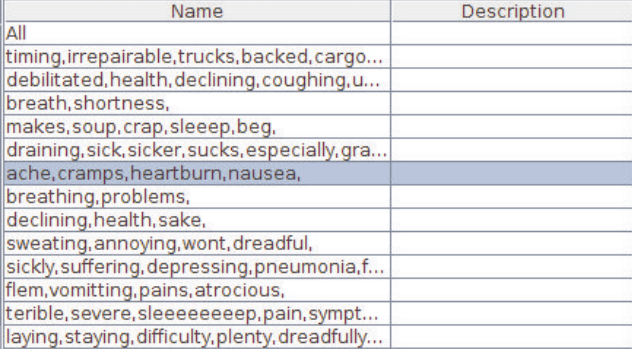 Name Description
All
timing,irrepairable,trucks,backed,cargo...
debilitated,health,declining,coughing,u...
breath,shortness,
makes,soup,crap,sleeep,beg,
draining,sick,sicker,sucks,especially,gra...
ache,cramps,heartburn,nausea,
breathing,problems,
declining,health,sake,
sweating,annoying,wont,dreadful,
sickly,suffering,depressing,pneumonia,f...
flem,vomitting,pains,atrocious,
terible,severe,sleeeeeeeep,pain,sympt...
laying,staying,difficulty,plenty,dreadfully...